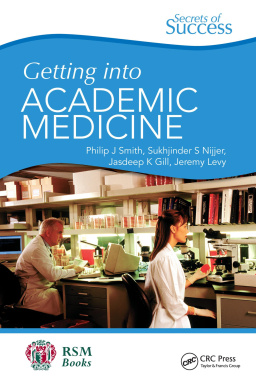 Secrets of
Success
Getting into
ACADEMIC
MEDICINE
Philip J Smith, Sukhjinder S Nijjer,
Jasdeep K Gill, Jeremy Levy
RSM
Books
CRC
CRC Press
Taylor & Francis Group